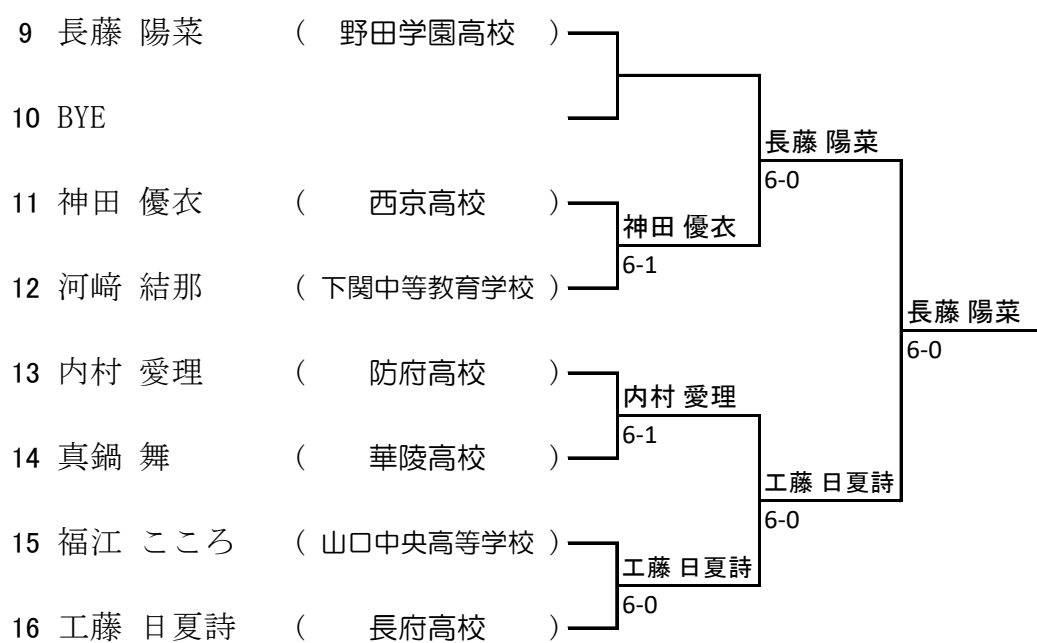 9 長藤 陽菜 ( 野田学園高校 )
10 BYE
長藤 陽菜
6-0
11 神田 優衣 ( 西京高校 )
神田 優衣
6-1
12 河﨑 結那 ( 下関中等教育学校 )
長藤 陽菜
6-0
13 内村 愛理 ( 防府高校 )
内村 愛理
6-1
14 真鍋 舞 ( 華陵高校 )
工藤 日夏詩
6-0
15 福江 こころ ( 山口中央高等学校 )
工藤 日夏詩
6-0
16 工藤 日夏詩 ( 長府高校 )